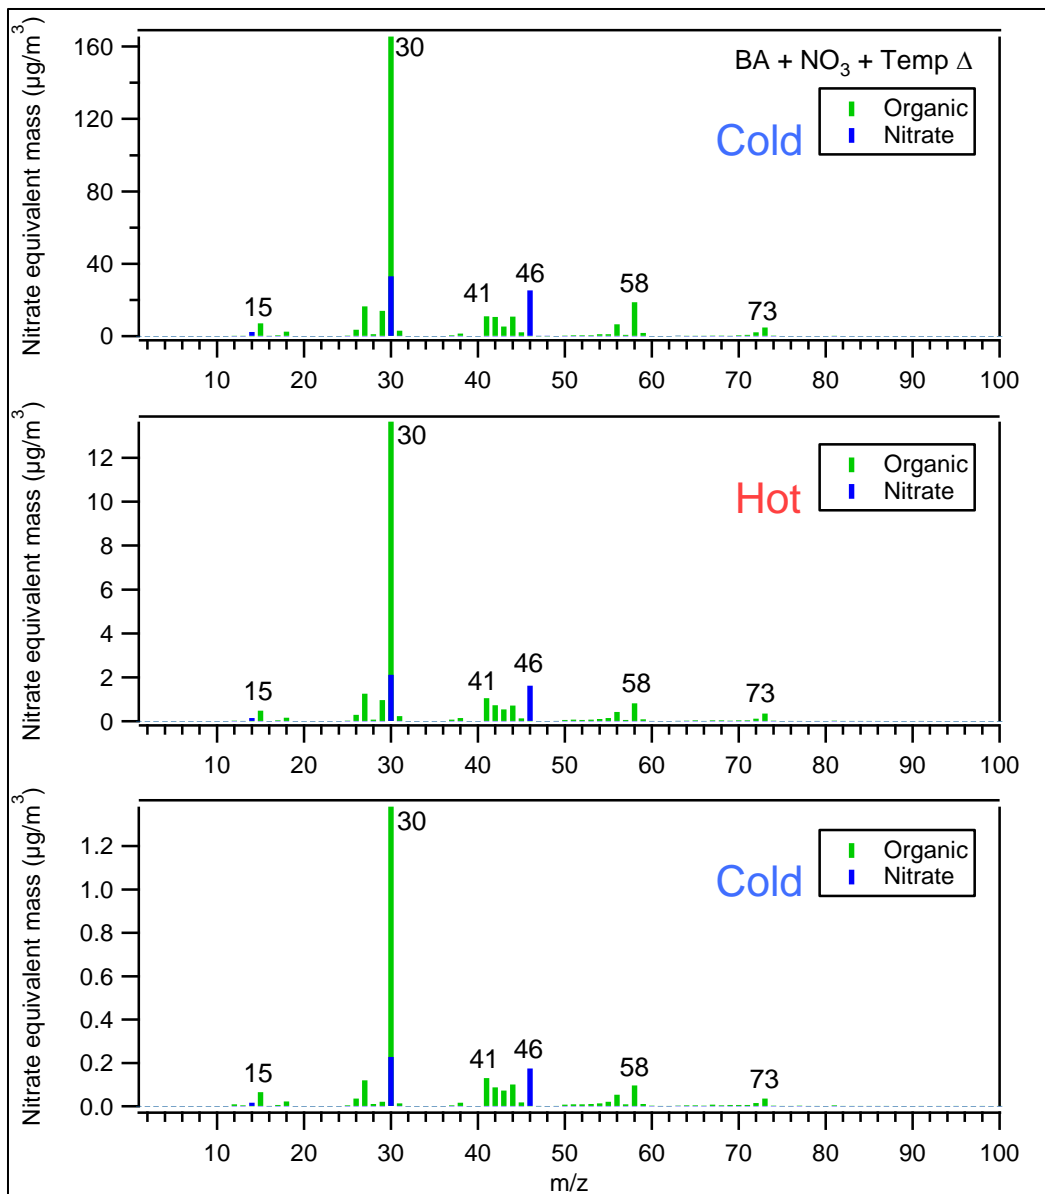 Nitrate equivalent mass (µg/m³)
160
120
80
40
0
30
BA + NO₃ + Temp Δ
Organic
Nitrate
Cold
15
41
46
58
73
10 20 30 40 50 60 70 80 90 100
Nitrate equivalent mass (µg/m³)
12
10
8
6
4
2
0
30
Organic
Nitrate
Hot
15
41
46
58
73
10 20 30 40 50 60 70 80 90 100
Nitrate equivalent mass (µg/m³)
1.2
1.0
0.8
0.6
0.4
0.2
0.0
30
Organic
Nitrate
Cold
15
41
46
58
73
10 20 30 40 50 60 70 80 90 100
m/z